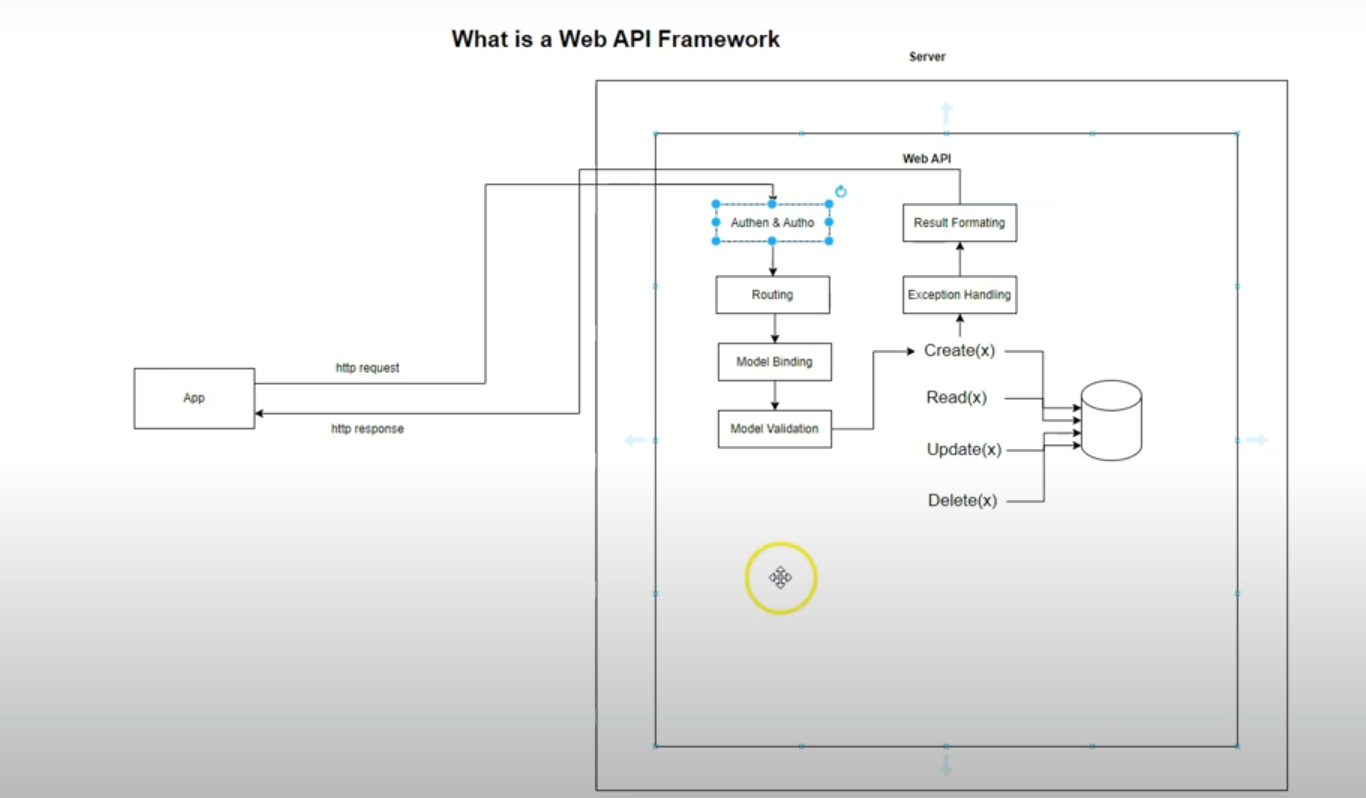 What is a Web API Framework
Server
Web API
Authen & Autho
Result Formating
Routing
Exception Handling
Model Binding
Create(x)
http request
App
Read(x)
http response
Model Validation
Update(x)
Delete(x)